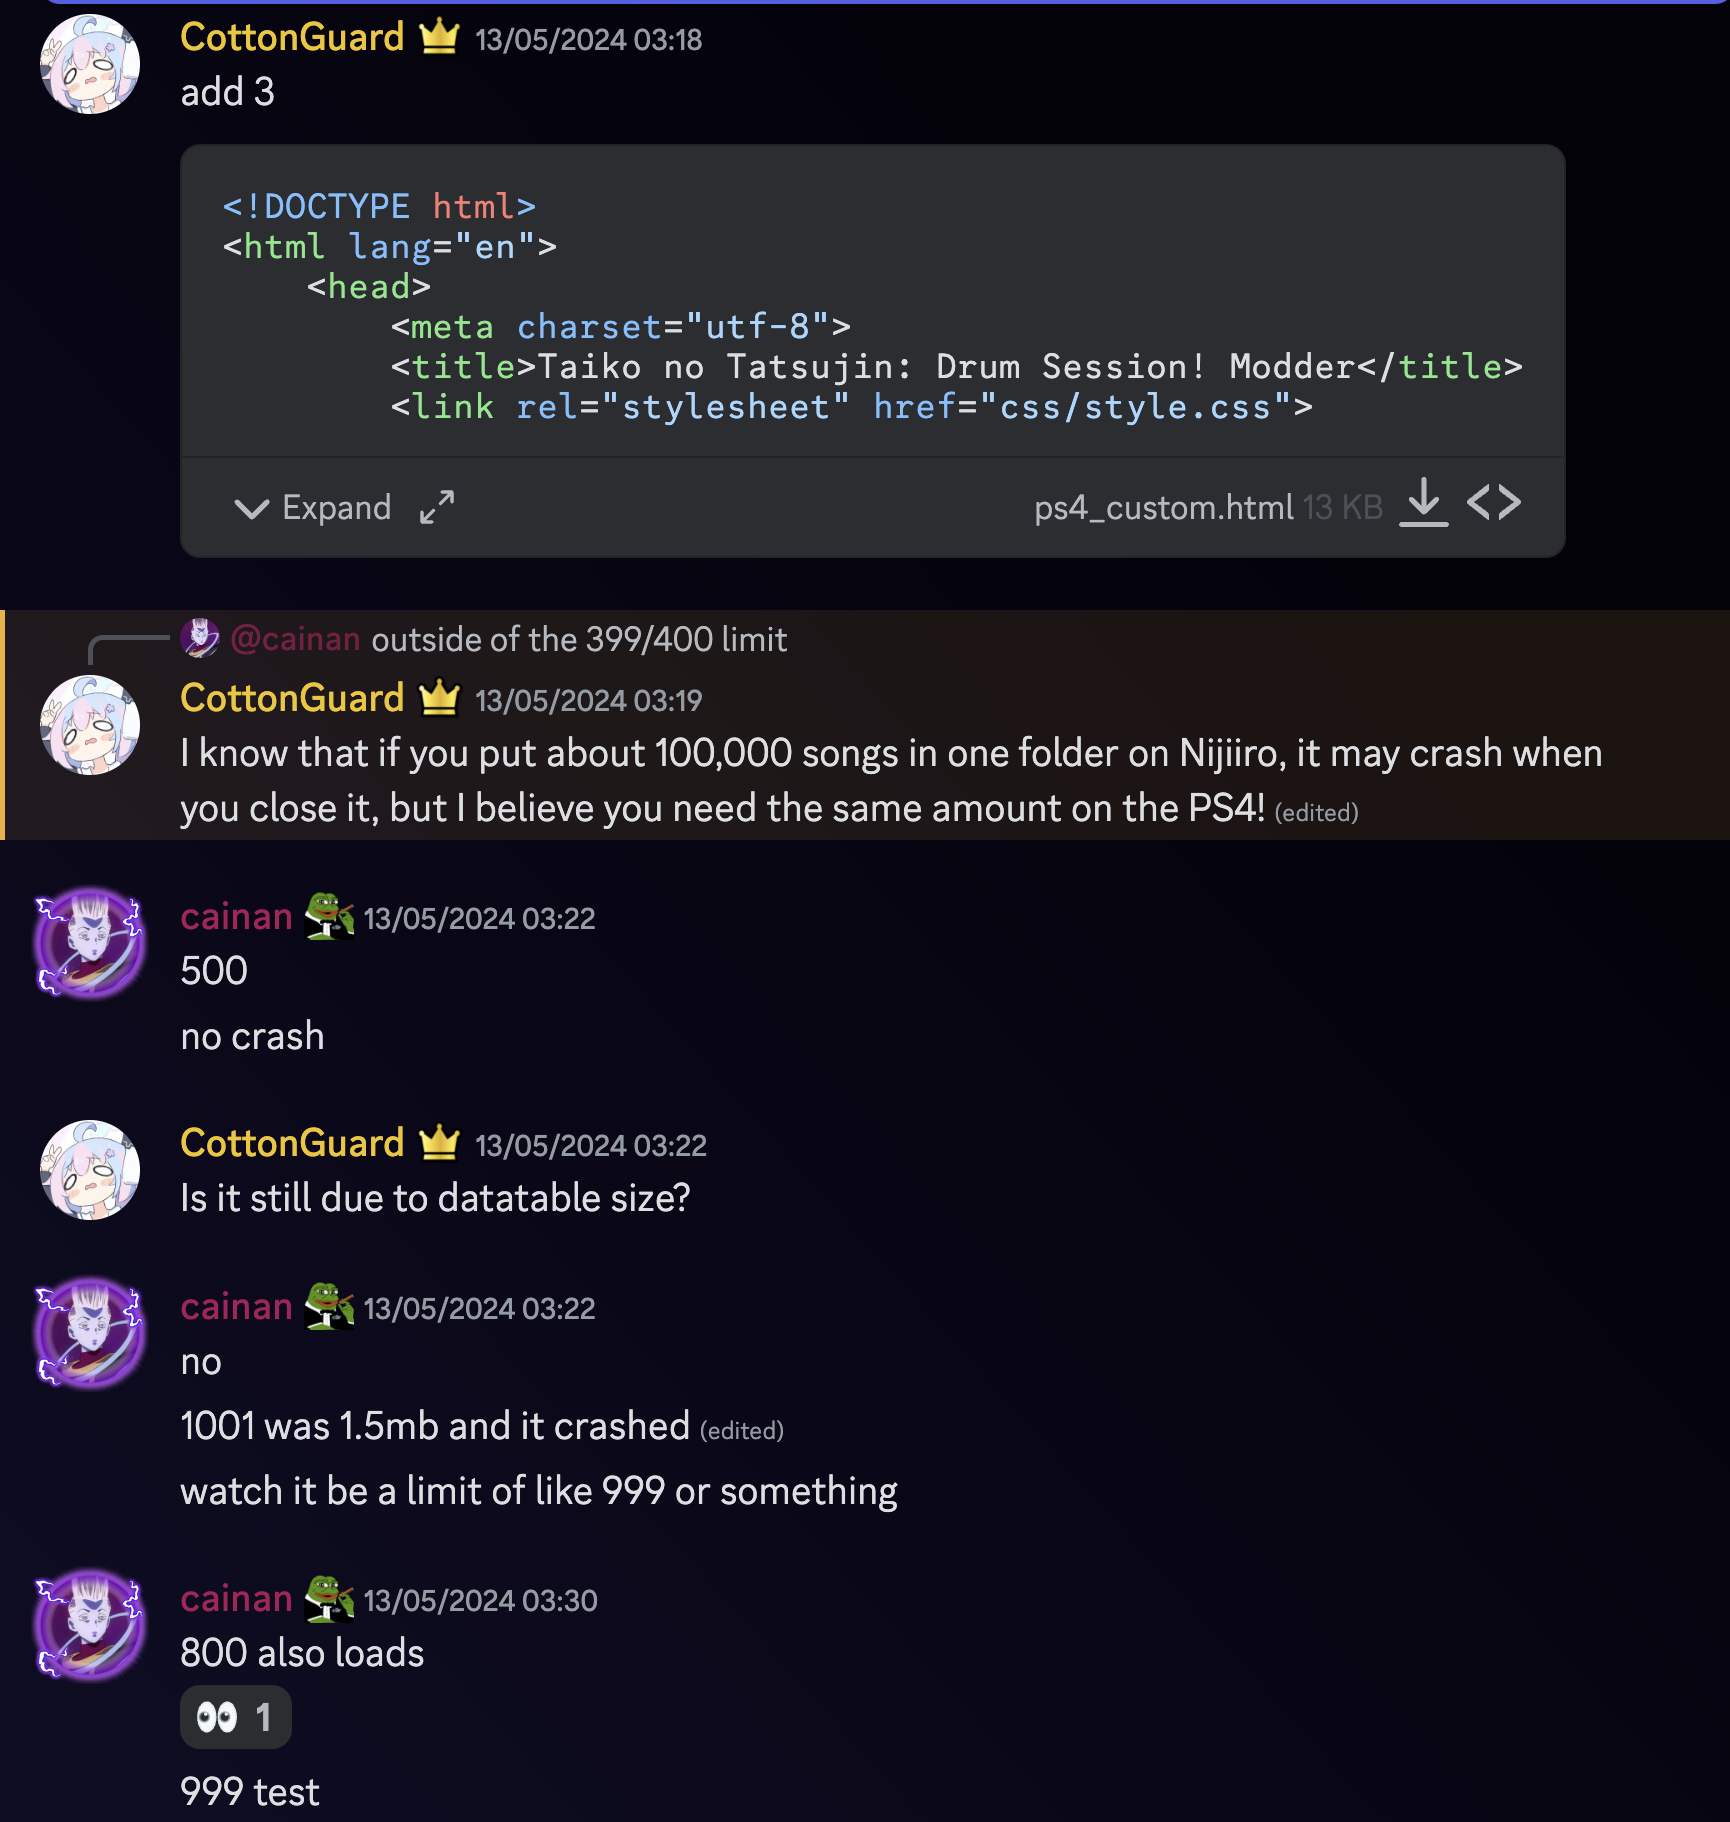 CottonGuard 13/05/2024 03:18
add 3
<!DOCTYPE html>
<html lang="en">
<head>
<meta charset="utf-8">
<title>Taiko no Tatsujin: Drum Session! Modder</title>
<link rel="stylesheet" href="css/style.css">
Expand ps4_custom.html 13 KB
@cainan outside of the 399/400 limit
CottonGuard 13/05/2024 03:19
I know that if you put about 100,000 songs in one folder on Nijiiro, it may crash when
you close it, but I believe you need the same amount on the PS4! (edited)
cainan 13/05/2024 03:22
500
no crash
CottonGuard 13/05/2024 03:22
Is it still due to datatable size?
cainan 13/05/2024 03:22
no
1001 was 1.5mb and it crashed (edited)
watch it be a limit of like 999 or something
cainan 13/05/2024 03:30
800 also loads
1
999 test